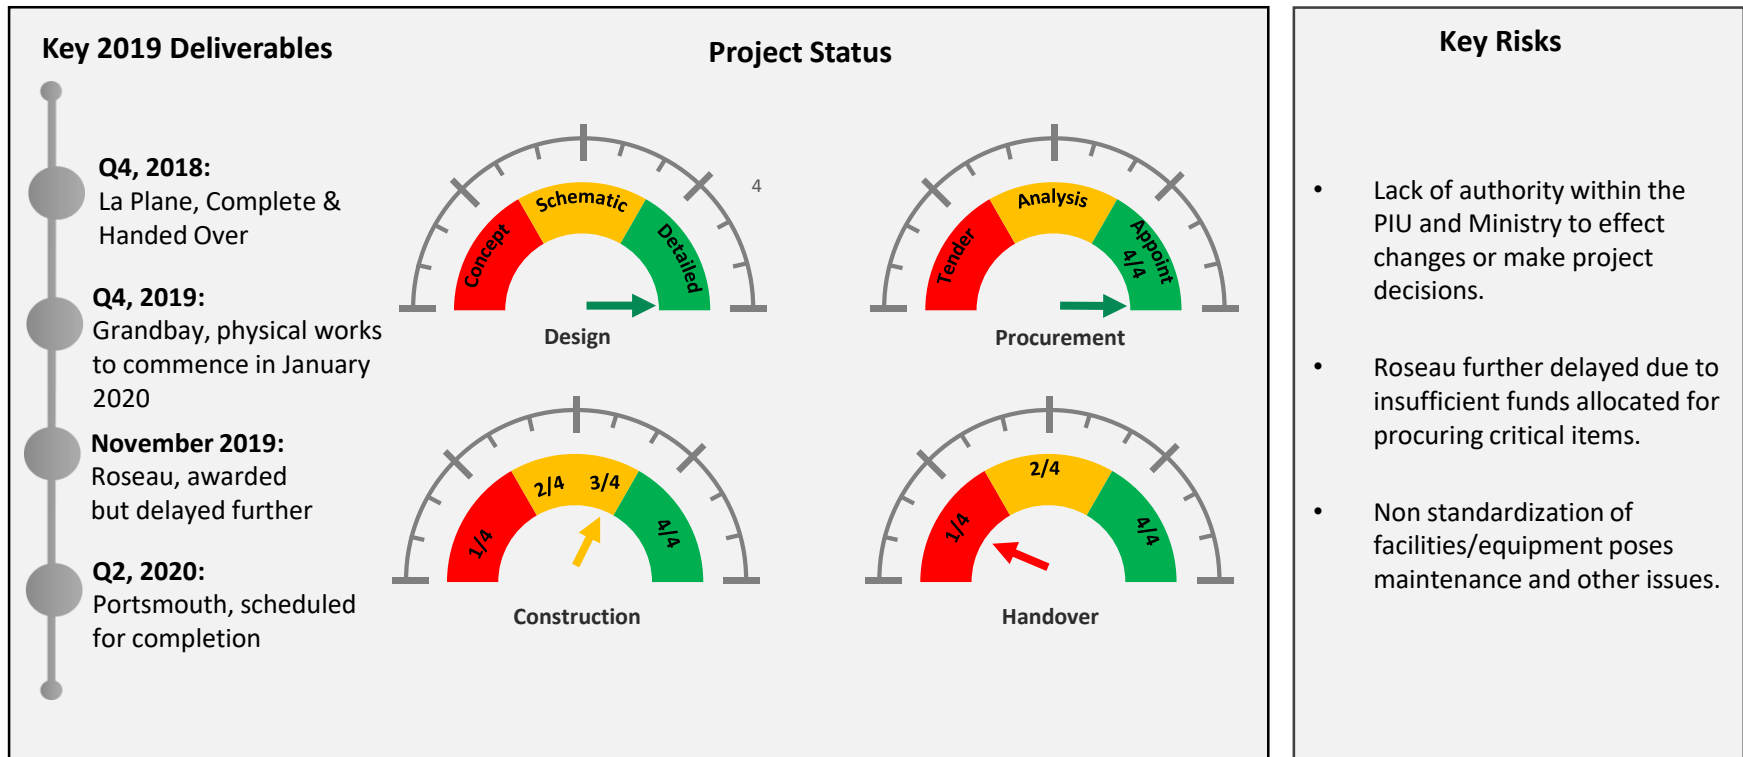 Key 2019 Deliverables
Q4, 2018:
La Plane, Complete &
Handed Over
Q4, 2019:
Grandbay, physical works
to commence in January
2020
November 2019:
Roseau, awarded
but delayed further
Q2, 2020:
Portsmouth, scheduled
for completion
Project Status
Concept
Schematic
Detailed
Design
4
Tender
Analysis
Appoint
4/4
Procurement
1/4
2/4
3/4
4/4
Construction
1/4
2/4
4/4
Handover
Key Risks
• Lack of authority within the
PIU and Ministry to effect
changes or make project
decisions.
• Roseau further delayed due to
insufficient funds allocated for
procuring critical items.
• Non standardization of
facilities/equipment poses
maintenance and other issues.